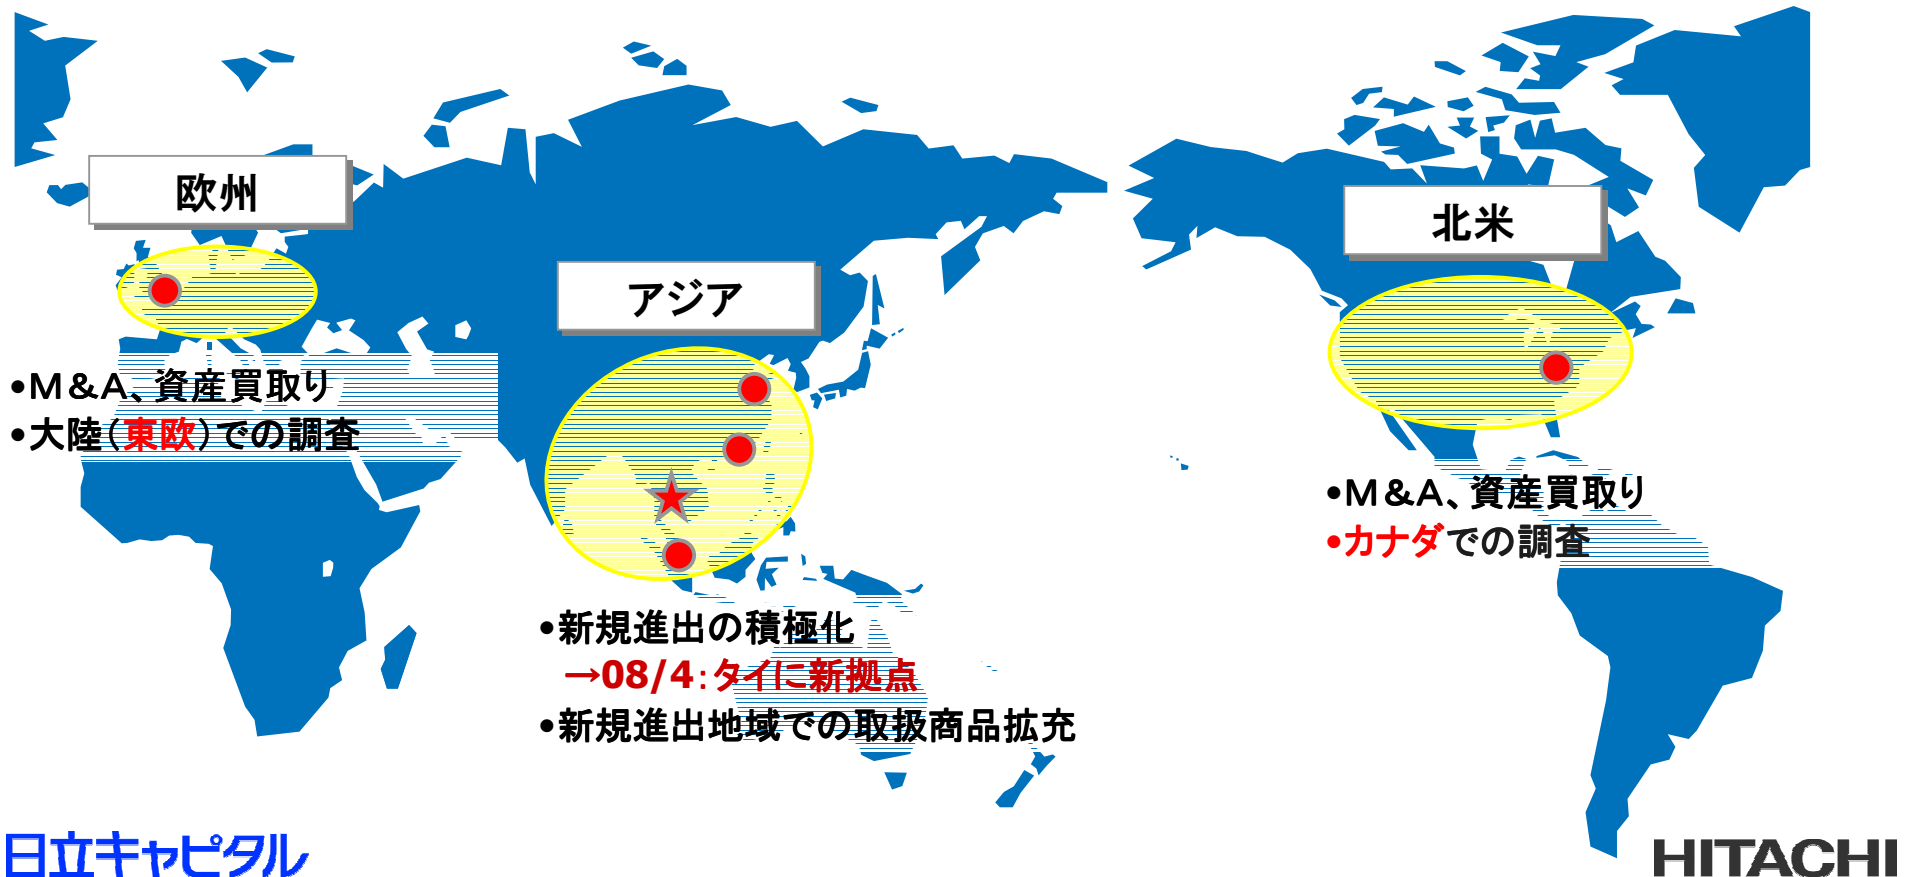 欧州
北米
アジア
•M&A、資産買取り
•大陸(東欧)での調査
•M&A、資産買取り
•カナダでの調査
•新規進出の積極化
→08/4:タイに新拠点
•新規進出地域での取扱商品拡充
日立キャピタル
HITACHI